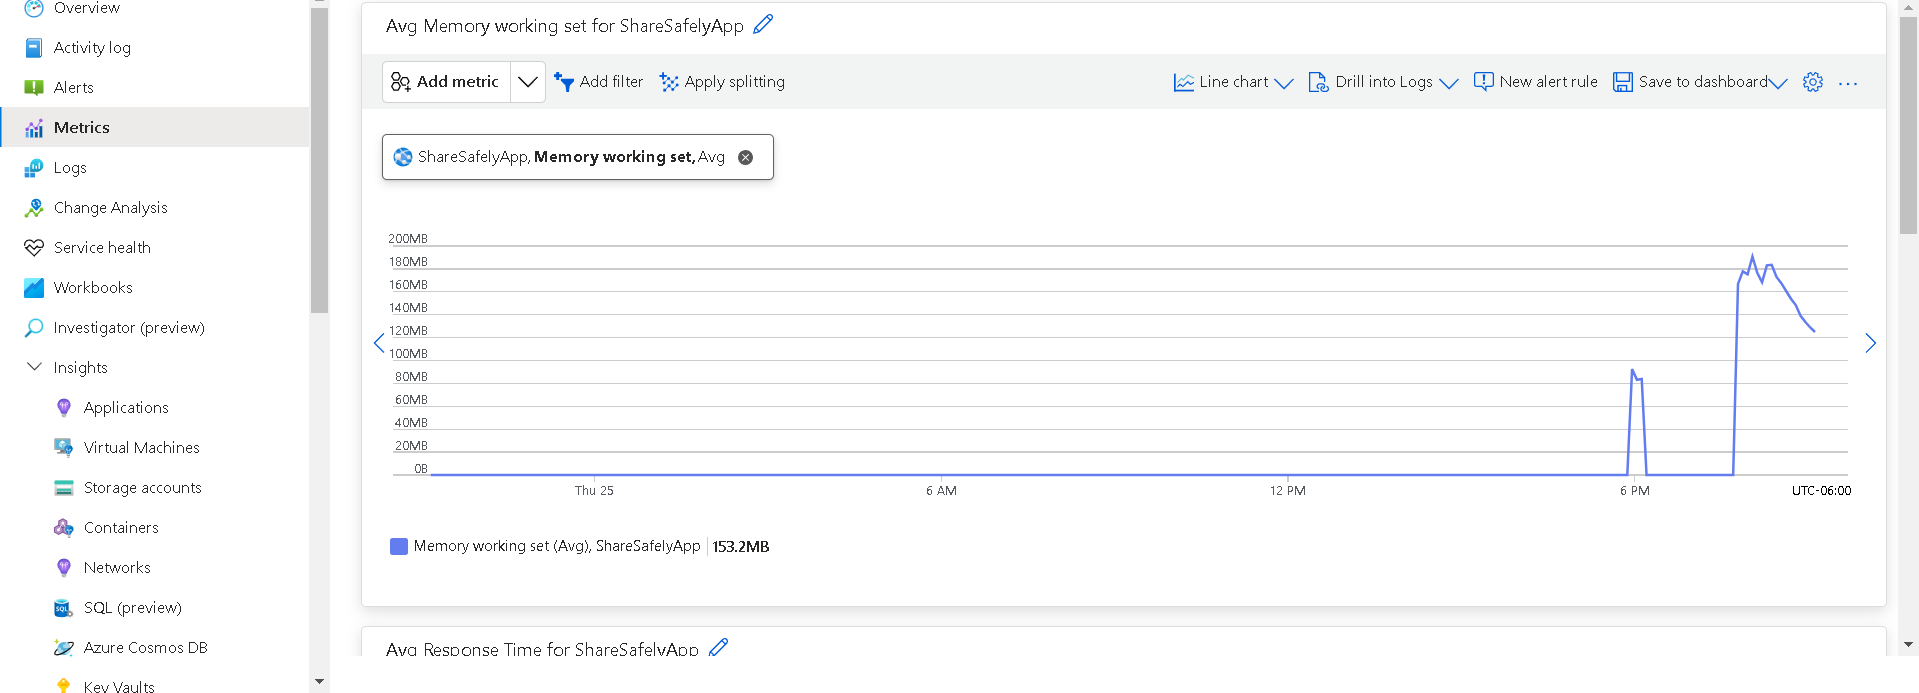 Overview
Activity log
Alerts
Metrics
Logs
Change Analysis
Service health
Workbooks
Investigator (preview)
Insights
Applications
Virtual Machines
Storage accounts
Containers
Networks
SQL (preview)
Azure Cosmos DB
Key Vaults
Avg Memory working set for ShareSafelyApp
Add metric Add filter Apply splitting Line chart Drill into Logs New alert rule Save to dashboard ...
ShareSafelyApp, Memory working set, Avg
200MB
180MB
160MB
140MB
120MB
100MB
80MB
60MB
40MB
20MB
0B
Thu 25 6 AM 12 PM 6 PM UTC-06:00
Memory working set (Avg), ShareSafelyApp 153.2MB
Avg Response Time for ShareSafelyApp